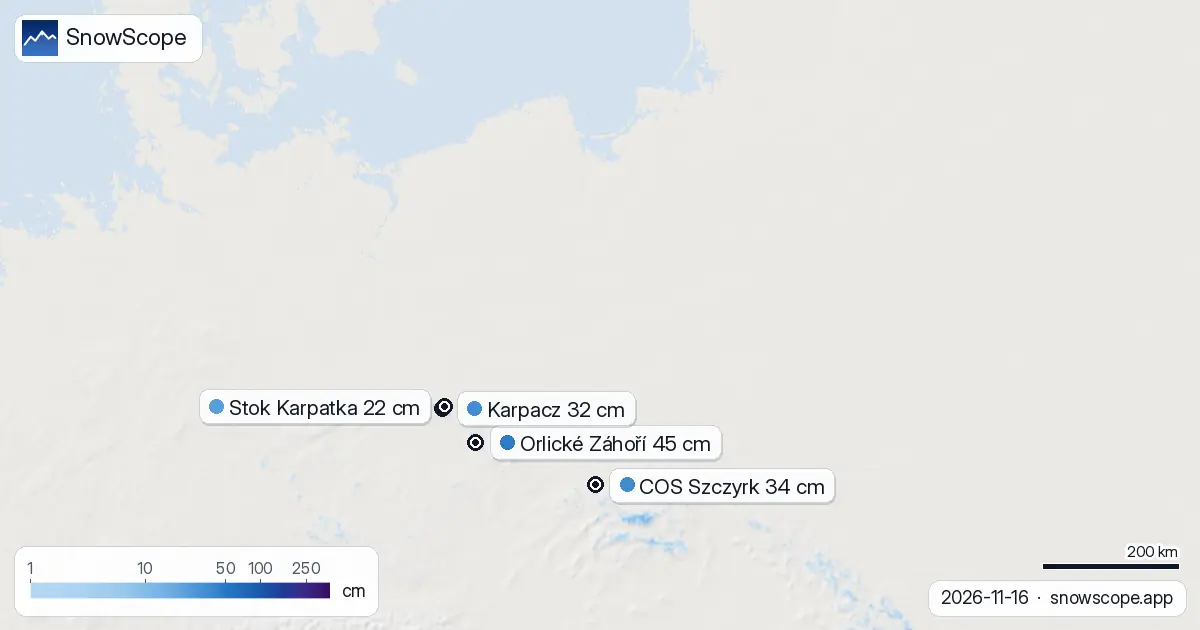 SnowScope
Stok Karpatka 22 cm
Karpacz 32 cm
Orlické Záhoří 45 cm
COS Szczyrk 34 cm
1 10 50 100 250
cm
200 km
2026-11-16 · snowscope.app